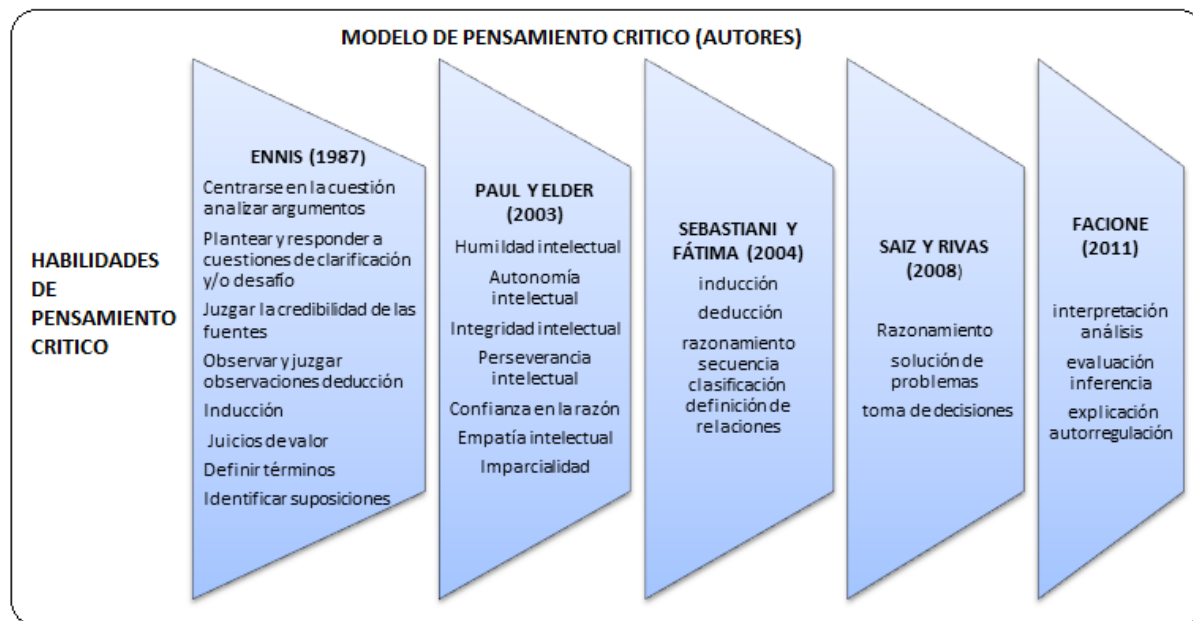 MODELO DE PENSAMIENTO CRITICO (AUTORES)
HABILIDADES
DE
PENSAMIENTO
CRITICO
ENNIS (1987)
Centrarse en la cuestión
analizar argumentos
Plantear y responder a
cuestiones de clarificación
y/o desafío
Juzgar la credibilidad de las
fuentes
Observar y juzgar
observaciones deducción
Inducción
Juicios de valor
Definir términos
Identificar suposiciones
PAUL Y ELDER
(2003)
Humildad intelectual
Autonomía
intelectual
Integridad intelectual
Perseverancia
intelectual
Confianza en la razón
Empatía intelectual
Imparcialidad
SEBASTIANI Y
FÁTIMA (2004)
inducción
deducción
razonamiento
secuencia
clasificación
definición de
relaciones
SAIZ Y RIVAS
(2008)
Razonamiento
solución de
problemas
toma de decisiones
FACIONE
(2011)
interpretación
análisis
evaluación
inferencia
explicación
autorregulación